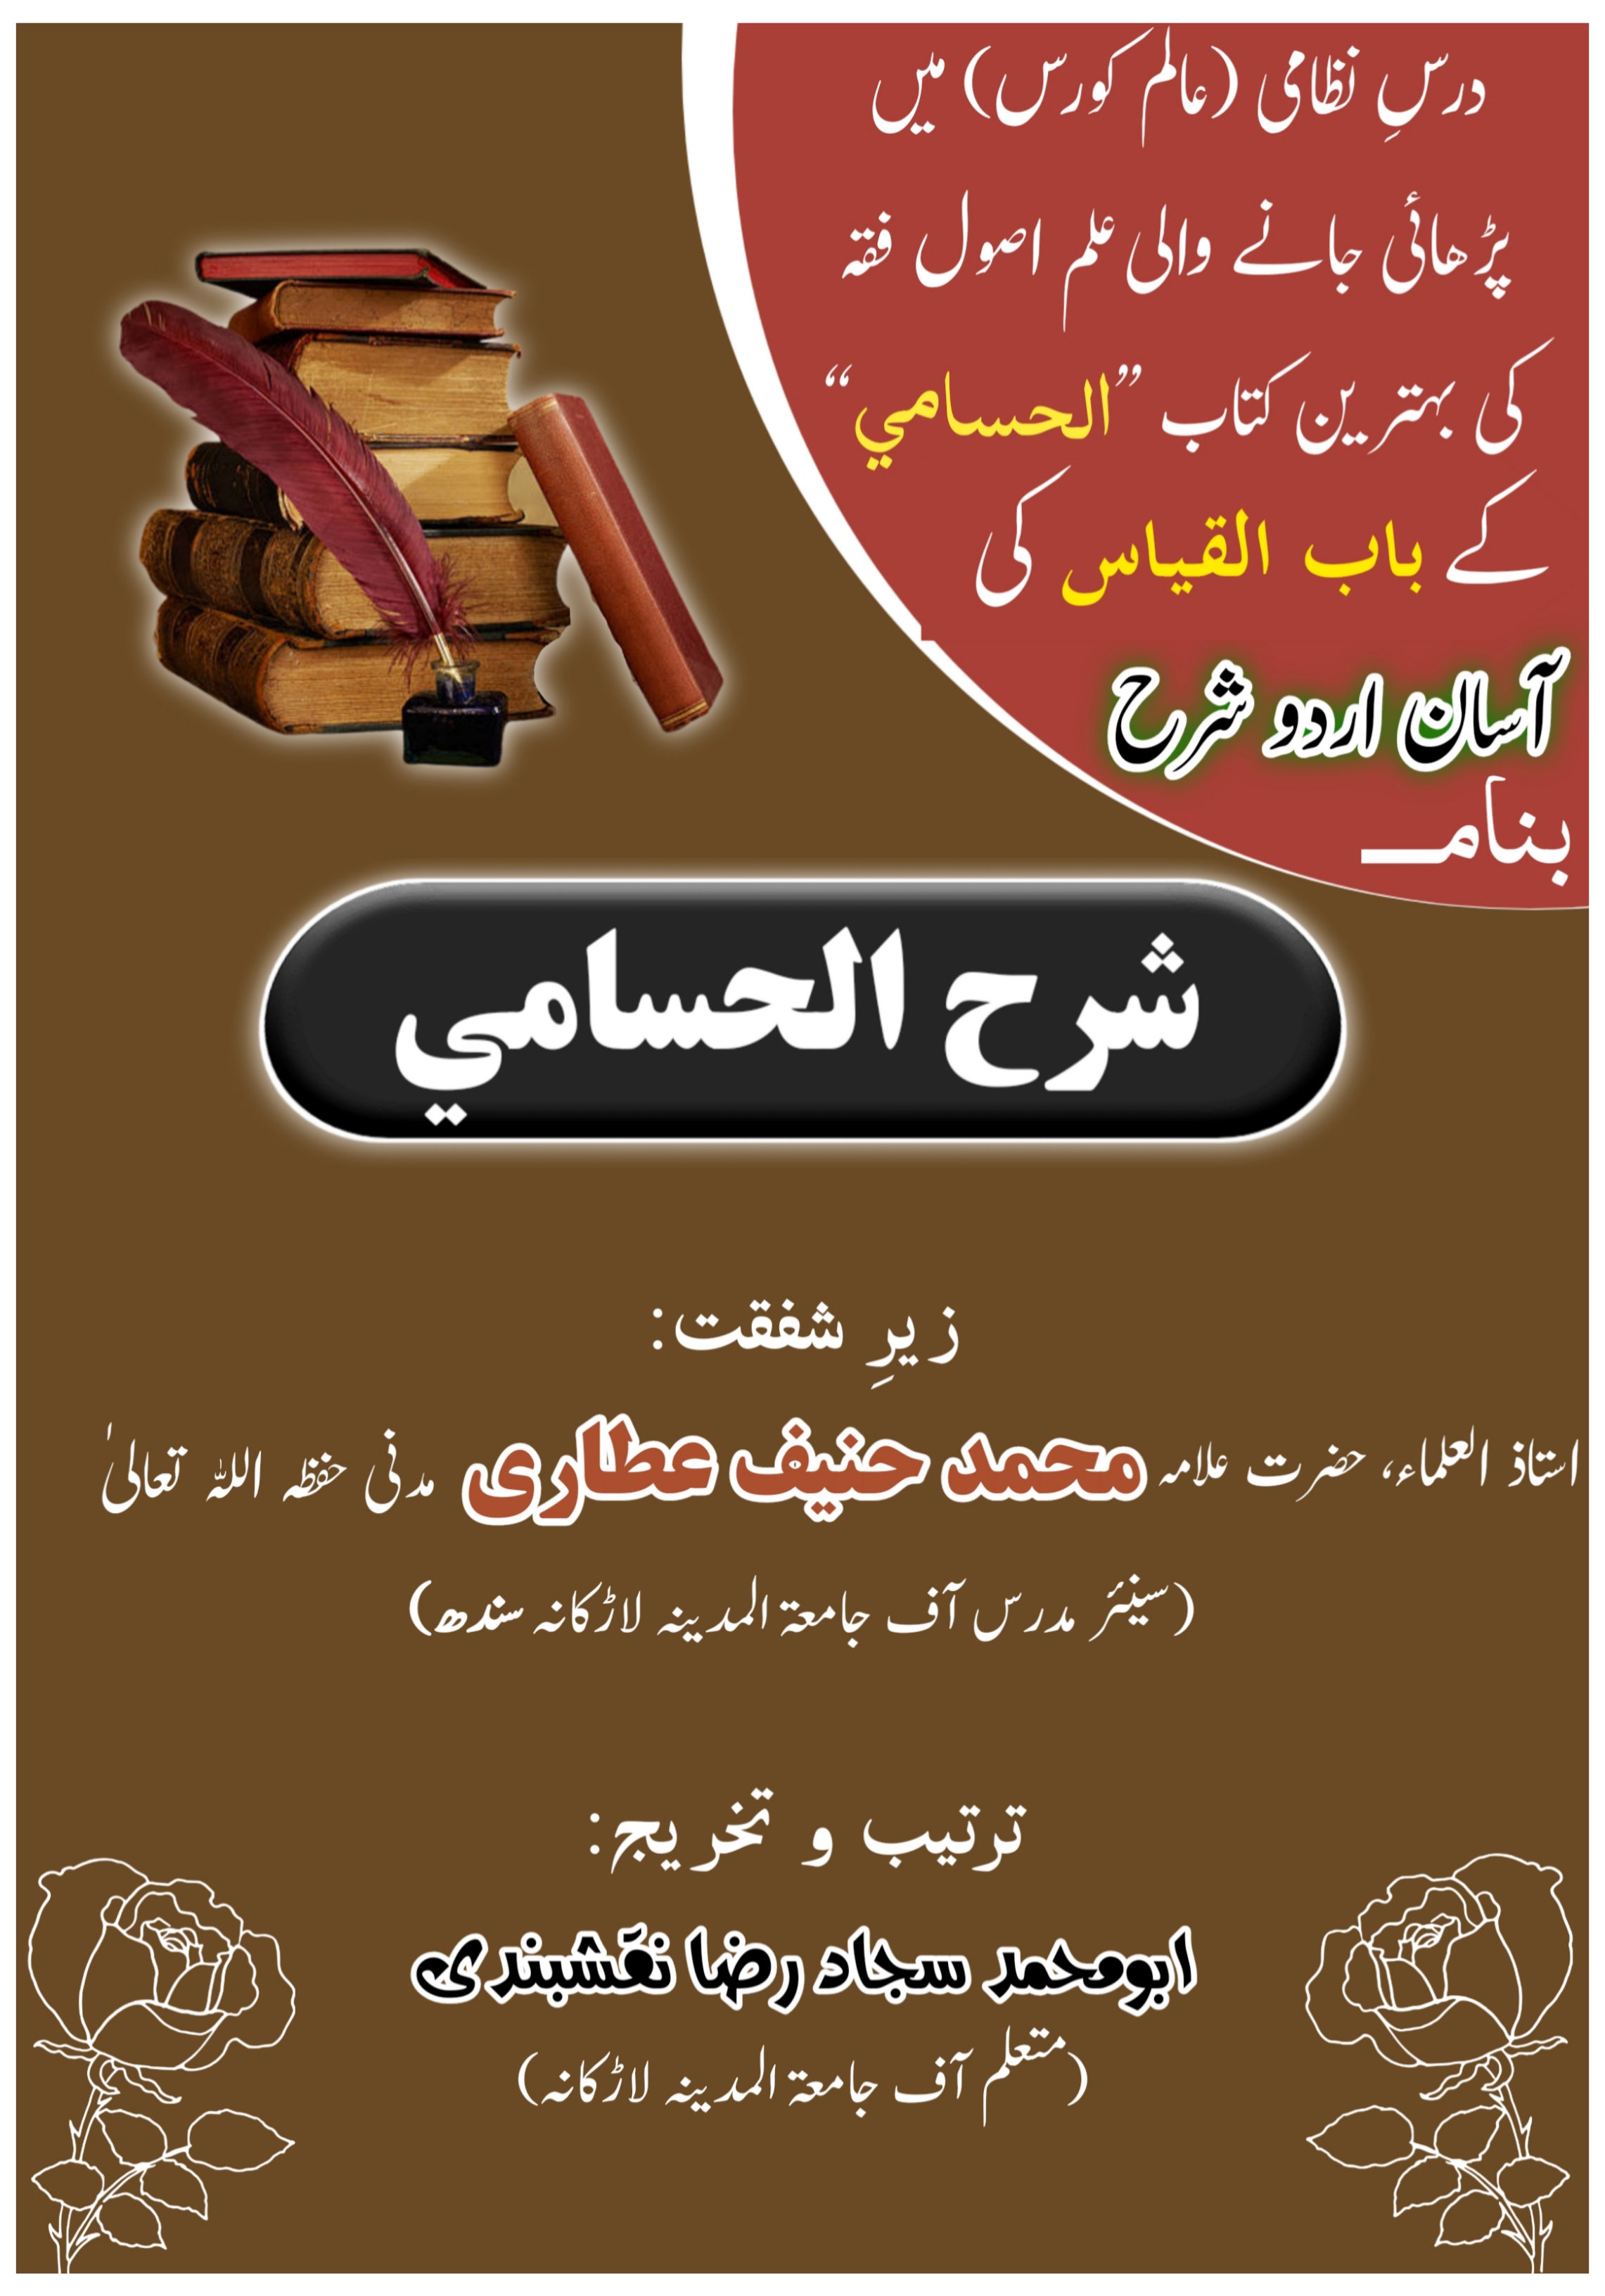 درسِ نظامی (عالم کورس) میں
پڑھائی جانے والی علم اصول فقہ
کی بہترین کتاب ”الحسامي“
کے باب القیاس کی
آسان اردو شرح
بنام
شرح الحسامي
زیرِ شفقت:
استاذ العلماء، حضرت علامہ محمد حنیف عطاری مدنی حفظہ اللہ تعالیٰ
(سینئر مدرس آف جامعۃ المدینہ لاڑکانہ سندھ)
ترتیب و تخریج:
ابومحمد سجاد رضا نقشبندی
(متعلم آف جامعۃ المدینہ لاڑکانہ)